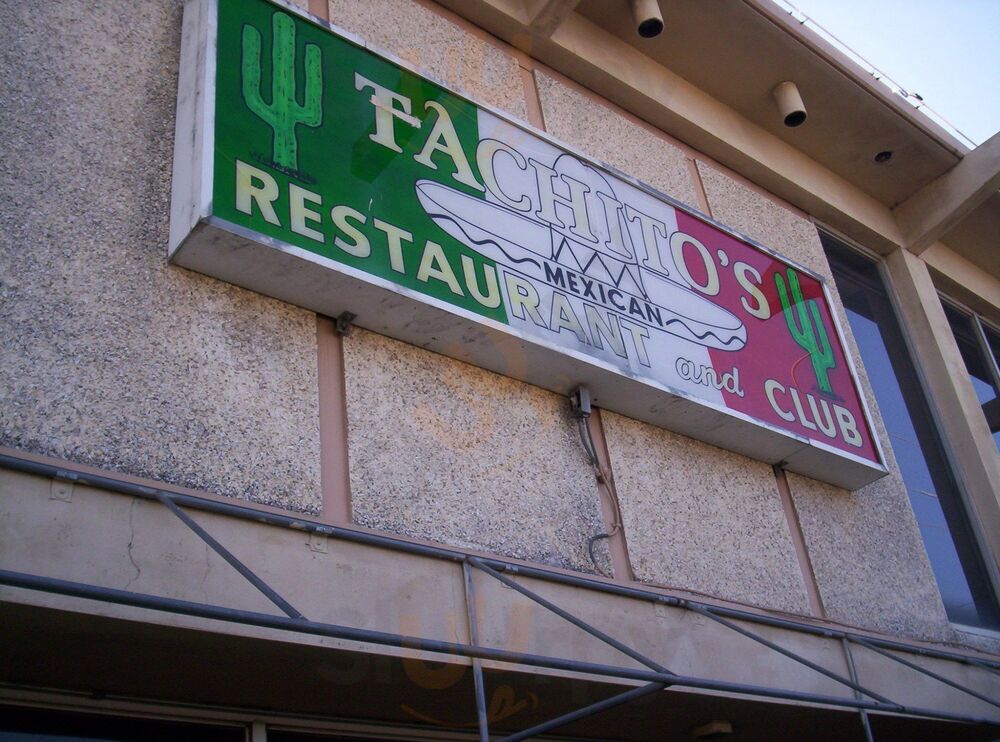 TACHITO'S
MEXICAN
RESTAURANT and CLUB